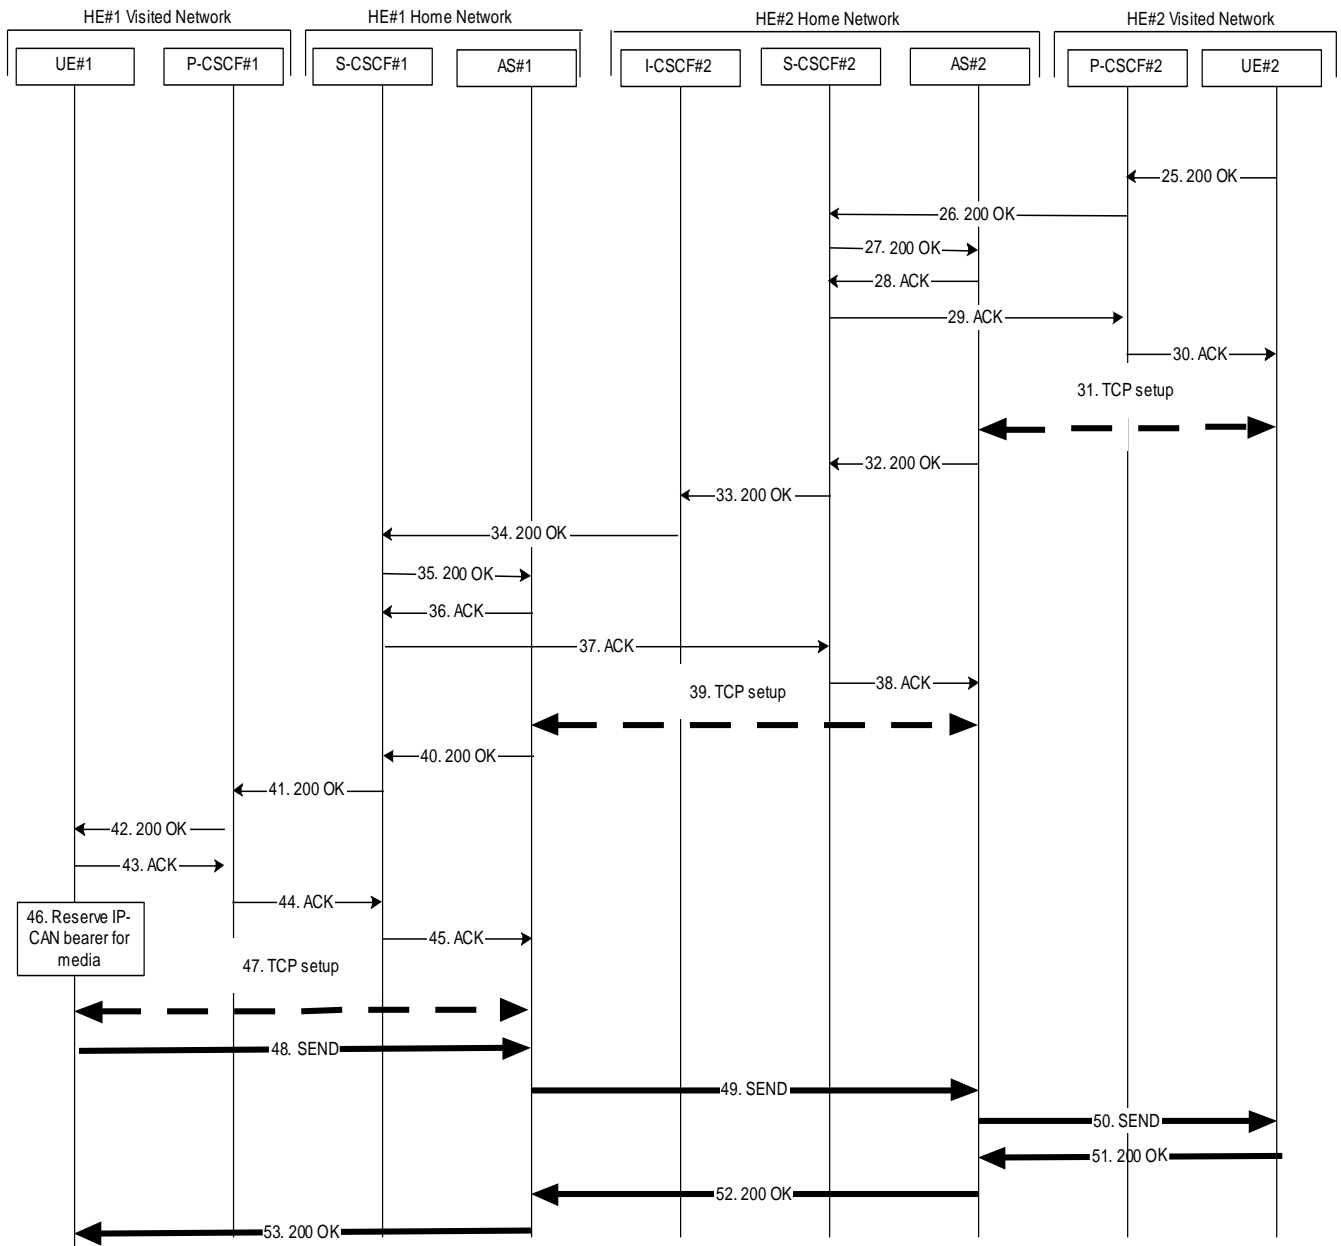 HE#1 Visited Network
HE#1 Home Network
HE#2 Home Network
HE#2 Visited Network
UE#1
P-CSCF#1
S-CSCF#1
AS#1
I-CSCF#2
S-CSCF#2
AS#2
P-CSCF#2
UE#2
25. 200 OK
26. 200 OK
27. 200 OK
28. ACK
29. ACK
30. ACK
31. TCP setup
32. 200 OK
33. 200 OK
34. 200 OK
35. 200 OK
36. ACK
37. ACK
38. ACK
39. TCP setup
40. 200 OK
41. 200 OK
42. 200 OK
43. ACK
44. ACK
46. Reserve IP-
CAN bearer for
media
45. ACK
47. TCP setup
48. SEND
49. SEND
50. SEND
51. 200 OK
52. 200 OK
53. 200 OK